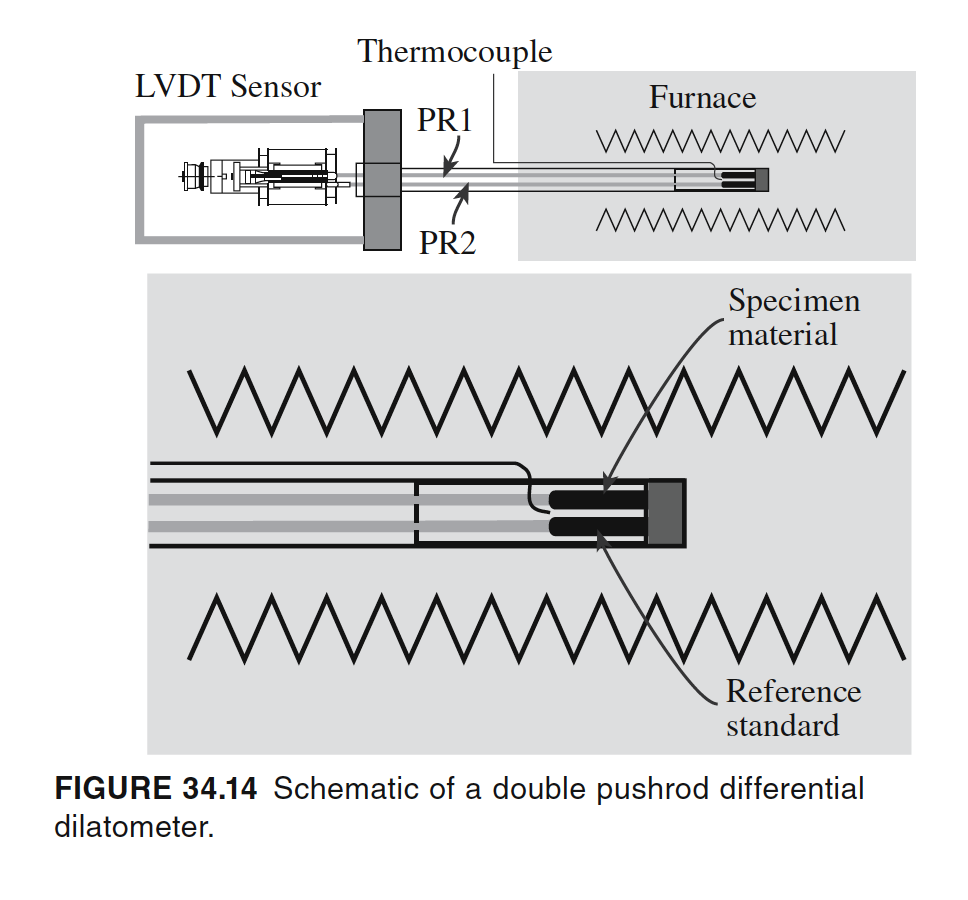 Thermocouple
LVDT Sensor
Furnace
PR1
PR2
Specimen
material
Reference
standard
FIGURE 34.14 Schematic of a double pushrod differential
dilatometer.